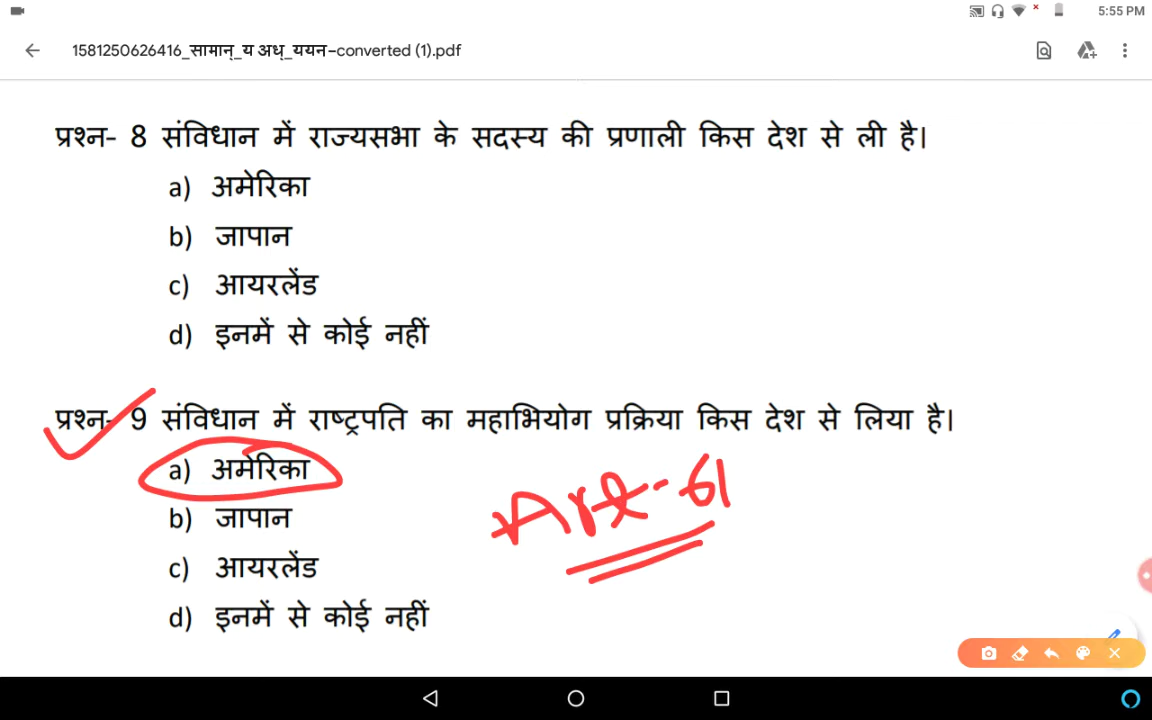 5:55 PM
1581250626416_सामान्_य अध्_ययन-converted (1).pdf
प्रश्न- 8 संविधान में राज्यसभा के सदस्य की प्रणाली किस देश से ली है।
a) अमेरिका
b) जापान
c) आयरलेंड
d) इनमें से कोई नहीं
प्रश्न- 9 संविधान में राष्ट्रपति का महाभियोग प्रक्रिया किस देश से लिया है।
a) अमेरिका
Art-61
b) जापान
c) आयरलेंड
d) इनमें से कोई नहीं